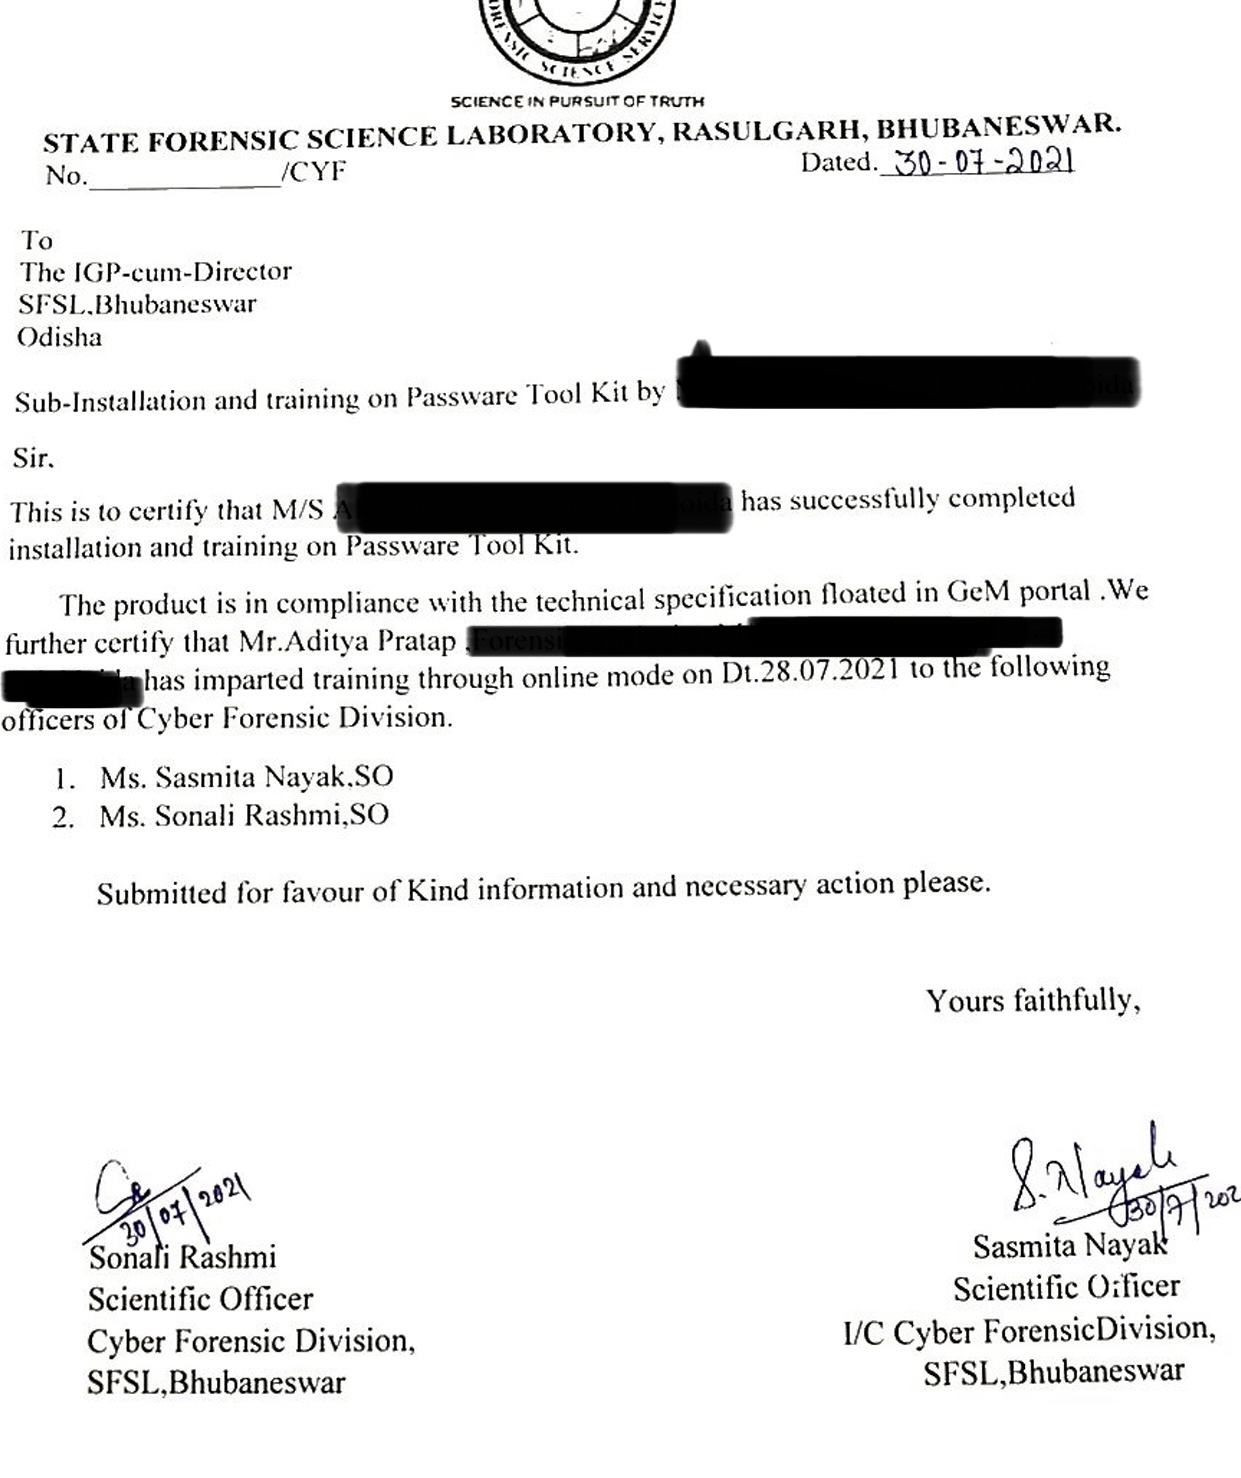 FORENSIC SCIENCE SERVICE
SCIENCE IN PURSUIT OF TRUTH
STATE FORENSIC SCIENCE LABORATORY, RASULGARH, BHUBANESWAR.
No.____________/CYF Dated. 30-07-2021
To
The IGP-cum-Director
SFSL,Bhubaneswar
Odisha
Sub-Installation and training on Passware Tool Kit by
Sir.
This is to certify that M/S A has successfully completed
installation and training on Passware Tool Kit.
The product is in compliance with the technical specification floated in GeM portal .We
further certify that Mr.Aditya Pratap ,Forensi
has imparted training through online mode on Dt.28.07.2021 to the following
officers of Cyber Forensic Division.
1. Ms. Sasmita Nayak,SO
2. Ms. Sonali Rashmi,SO
Submitted for favour of Kind information and necessary action please.
Yours faithfully,
30/07/2021
Sonali Rashmi
Scientific Officer
Cyber Forensic Division,
SFSL,Bhubaneswar
S. Nayak
30/7/202
Sasmita Nayak
Scientific Officer
I/C Cyber ForensicDivision,
SFSL,Bhubaneswar